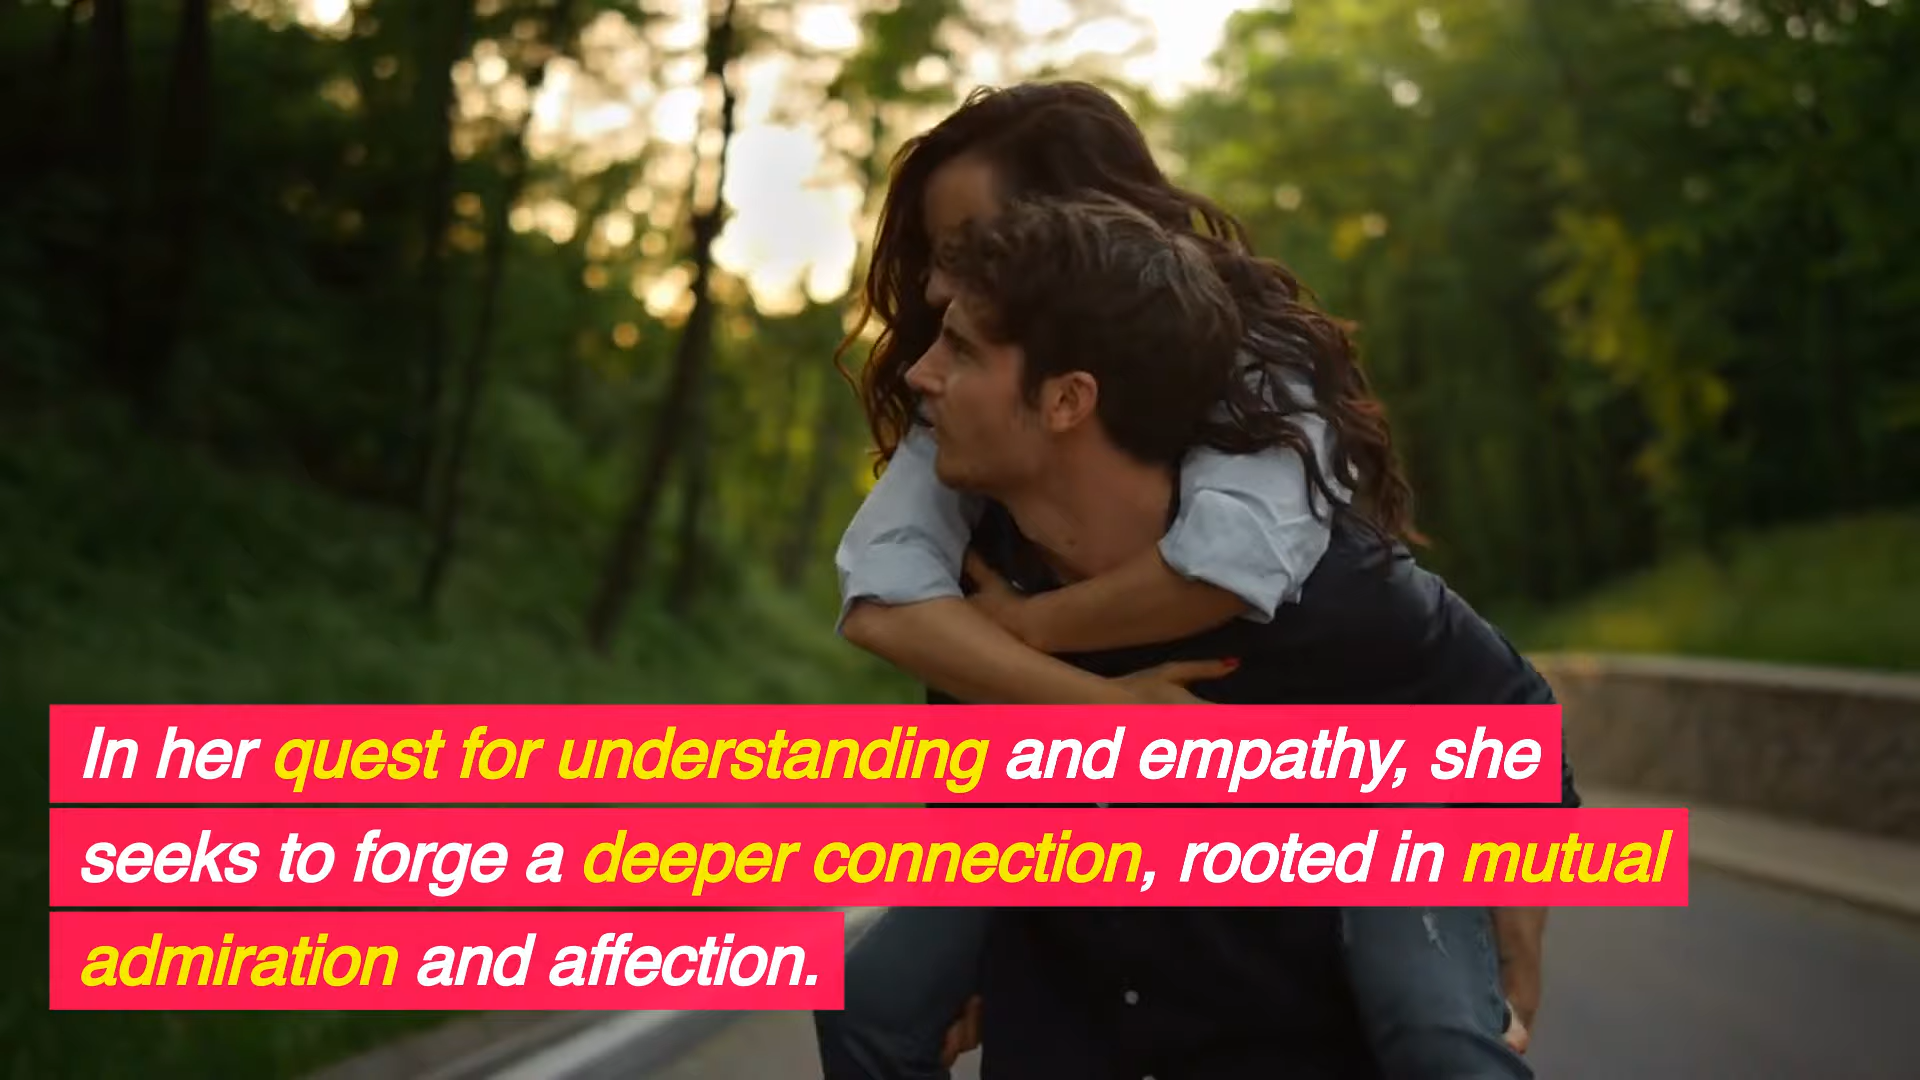 In her quest for understanding and empathy, she
seeks to forge a deeper connection, rooted in mutual
admiration and affection.